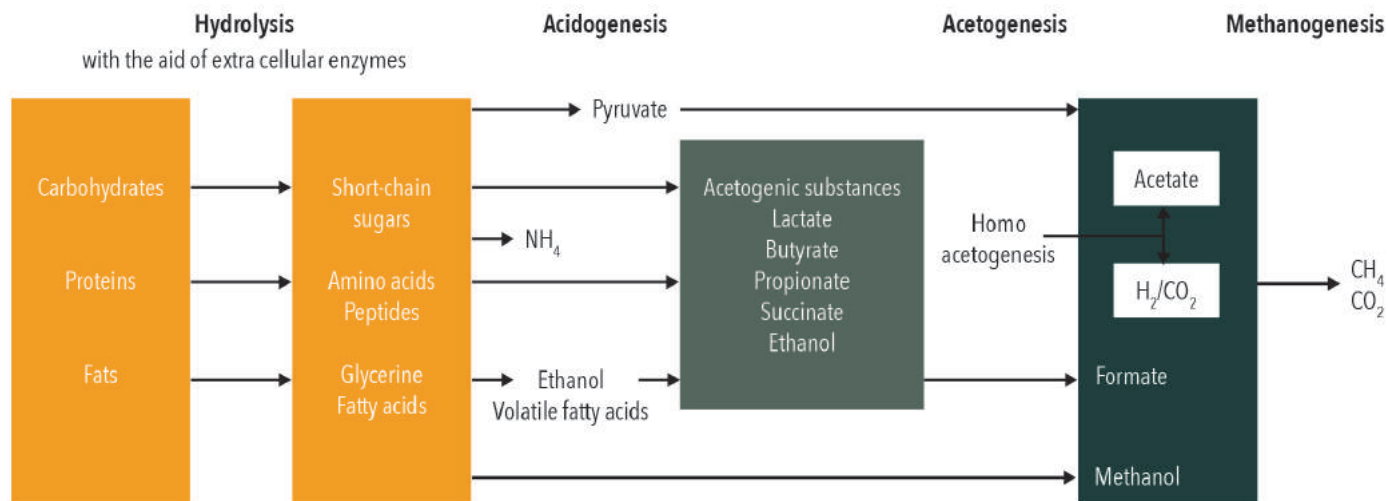 Hydrolysis
with the aid of extra cellular enzymes
Acidogenesis
Acetogenesis
Methanogenesis
Carbohydrates
Proteins
Fats
Short-chain
sugars
Amino acids
Peptides
Glycerine
Fatty acids
Pyruvate
NH₄
Ethanol
Volatile fatty acids
Acetogenic substances
Lactate
Butyrate
Propionate
Succinate
Ethanol
Homo
acetogenesis
Acetate
H₂/CO₂
Formate
Methanol
CH₄
CO₂